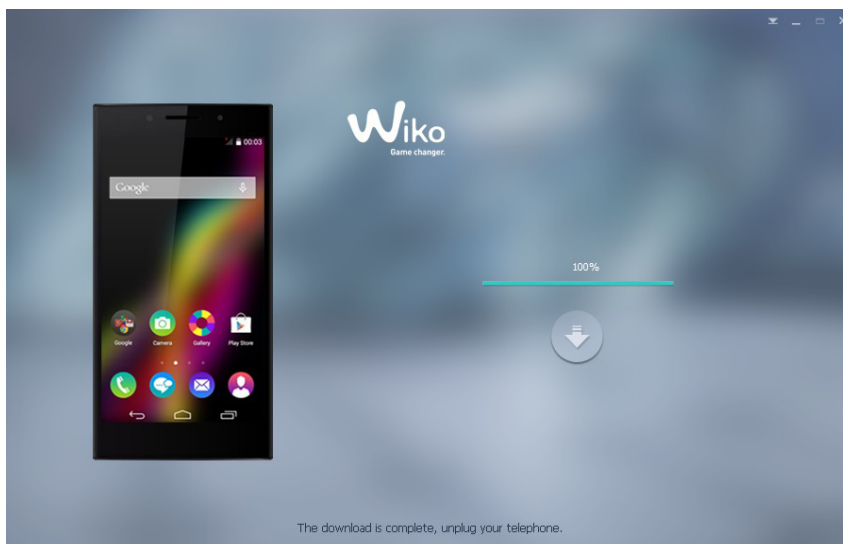 Wiko
Game changer.
00:03
Google
Google
Camera
Gallery
Play Store
100%
The download is complete, unplug your telephone.